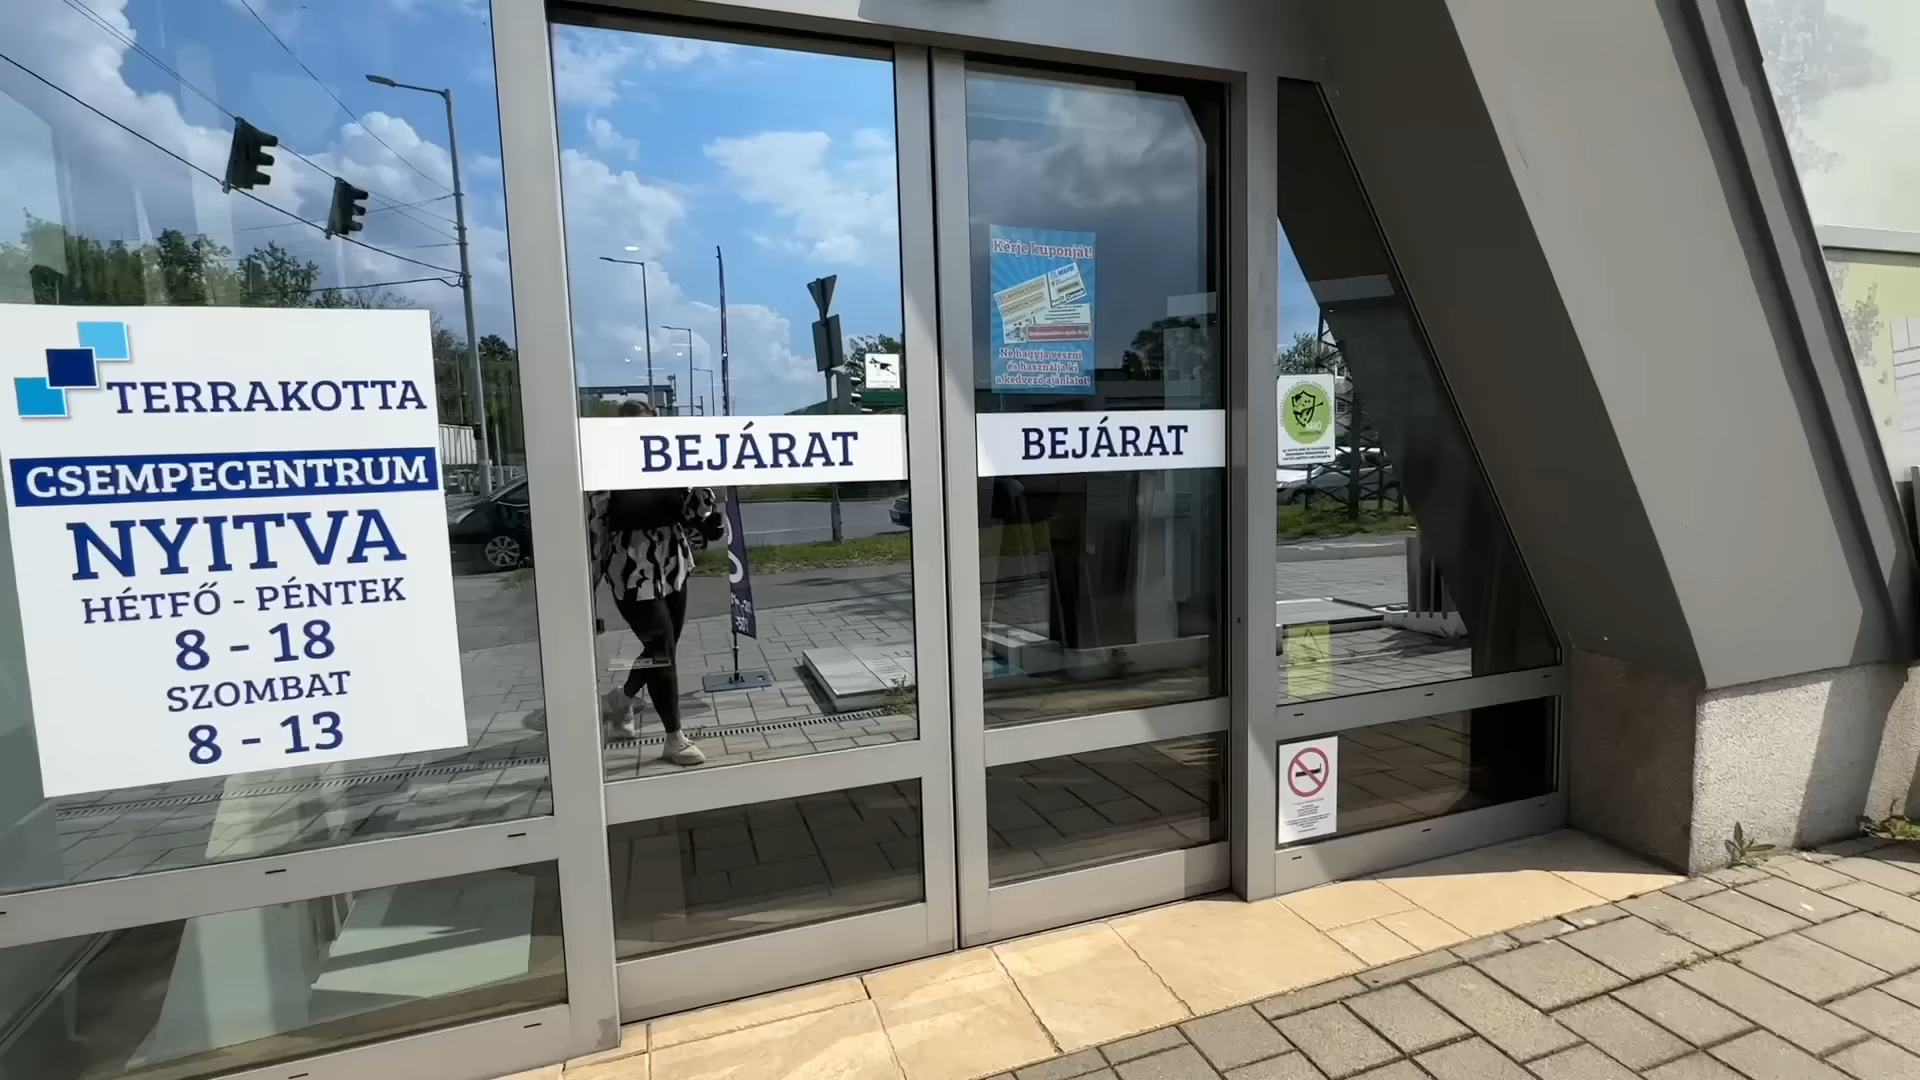 TERRAKOTTA
CSEMPECENTRUM
NYITVA
HÉTFŐ - PÉNTEK
8 - 18
SZOMBAT
8 - 13
BEJÁRAT
BEJÁRAT
Kérje kuponját!
Ne hagyja veszni
és használja ki
a kedvező ajánlatot!